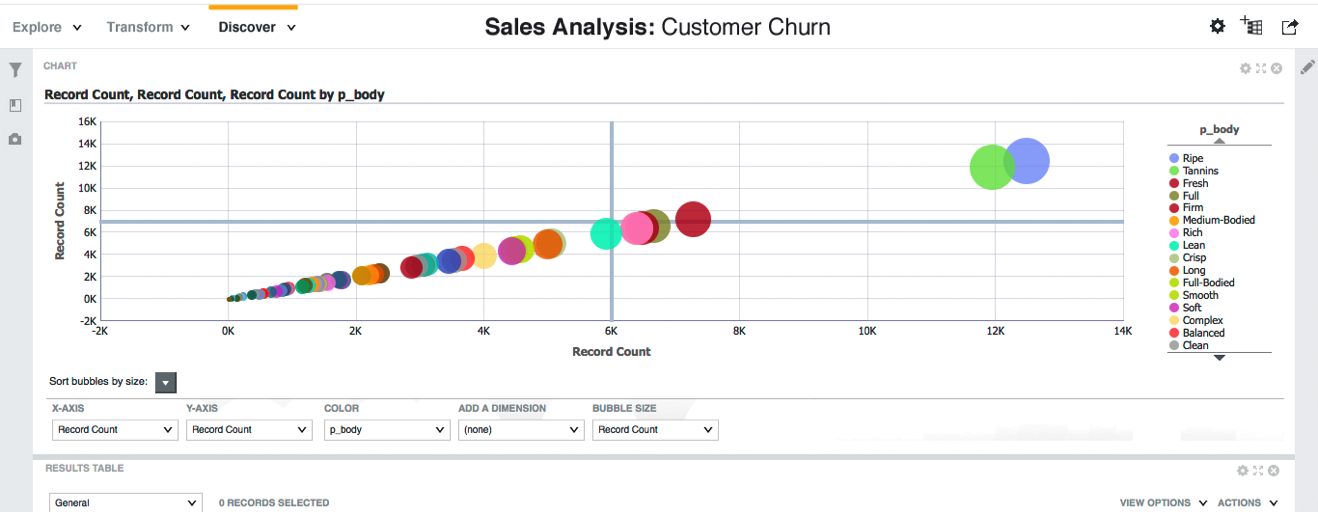 Explore Transform Discover Sales Analysis: Customer Churn
CHART
Record Count, Record Count, Record Count by p_body
16K
14K
12K
10K
8K
6K
4K
2K
0K
-2K
Record Count
-2K 0K 2K 4K 6K 8K 10K 12K 14K
Record Count
p_body
Ripe
Tannins
Fresh
Full
Firm
Medium-Bodied
Rich
Lean
Crisp
Long
Full-Bodied
Smooth
Soft
Complex
Balanced
Clean
Sort bubbles by size:
X-AXIS Y-AXIS COLOR ADD A DIMENSION BUBBLE SIZE
Record Count Record Count p_body (none) Record Count
RESULTS TABLE
General 0 RECORDS SELECTED VIEW OPTIONS ACTIONS